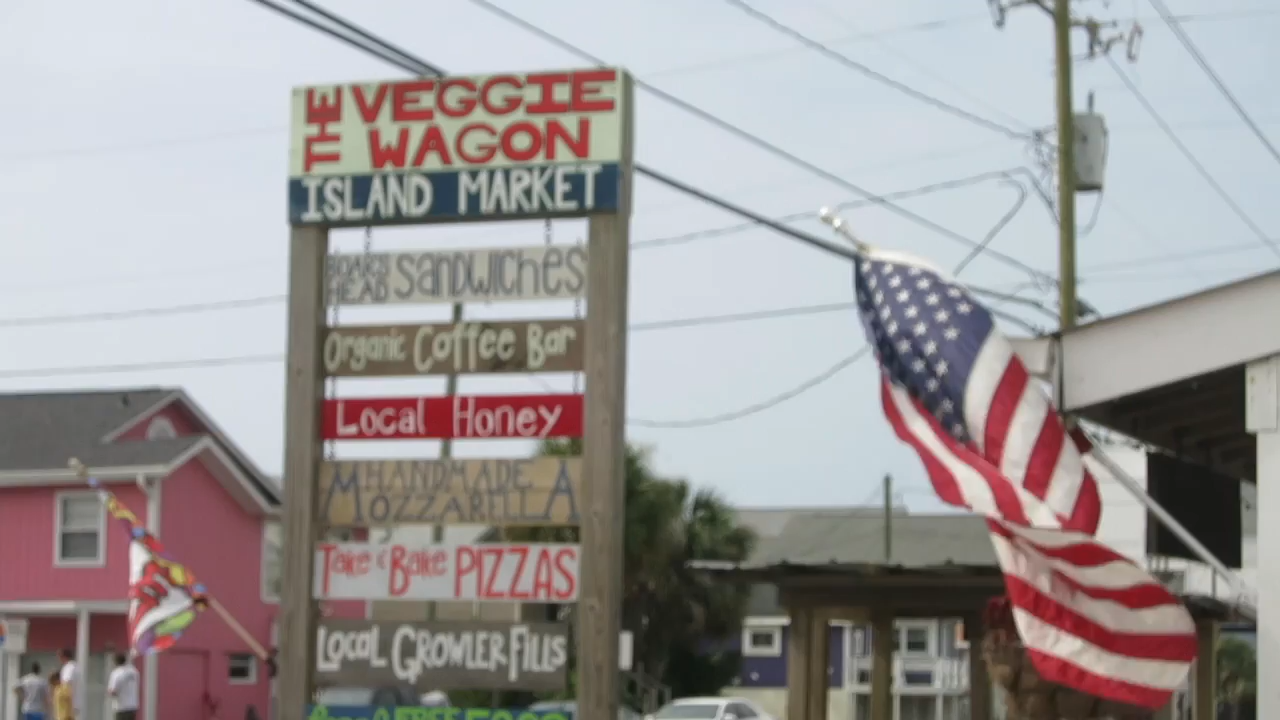 THE VEGGIE
WAGON
ISLAND MARKET
BOAR'S HEAD SANDWICHES
Organic Coffee Bar
Local Honey
HANDMADE
MOZZARELLA
Take & Bake PIZZAS
LOCAL GROWLER FILLS